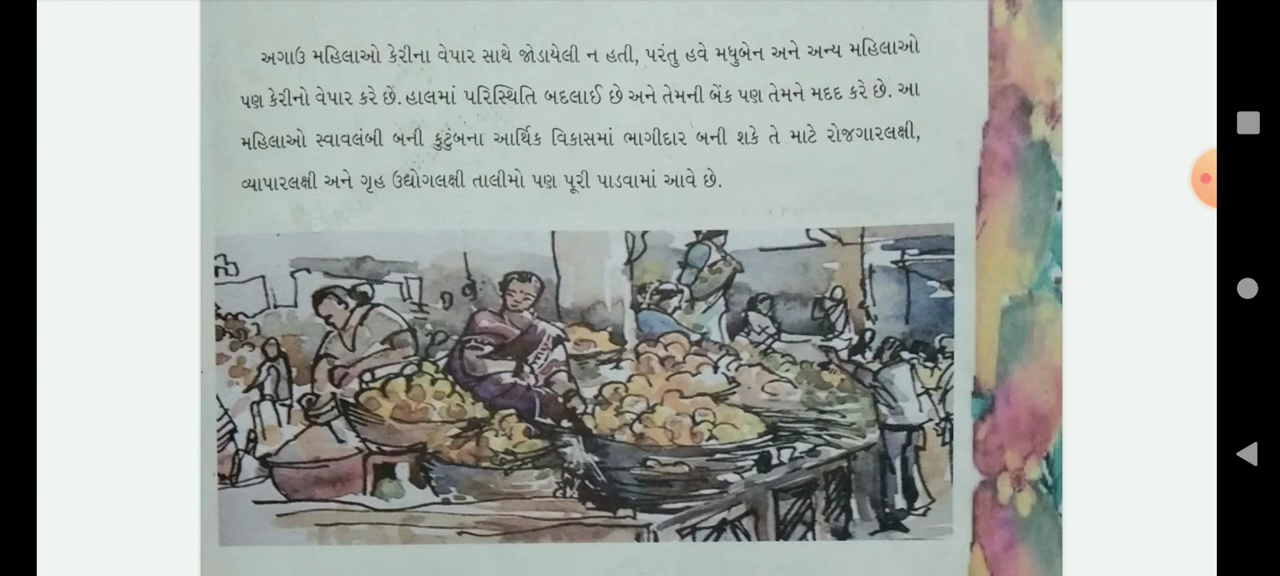 અગાઉ મહિલાઓ કેરીના વેપાર સાથે જોડાયેલી ન હતી, પરંતુ હવે મધુબેન અને અન્ય મહિલાઓ
પણ કેરીનો વેપાર કરે છે. હાલમાં પરિસ્થિતિ બદલાઈ છે અને તેમની બેંક પણ તેમને મદદ કરે છે. આ
મહિલાઓ સ્વાવલંબી બની કુટુંબના આર્થિક વિકાસમાં ભાગીદાર બની શકે તે માટે રોજગારલક્ષી,
વ્યાપારલક્ષી અને ગૃહ ઉદ્યોગલક્ષી તાલીમો પણ પૂરી પાડવામાં આવે છે.